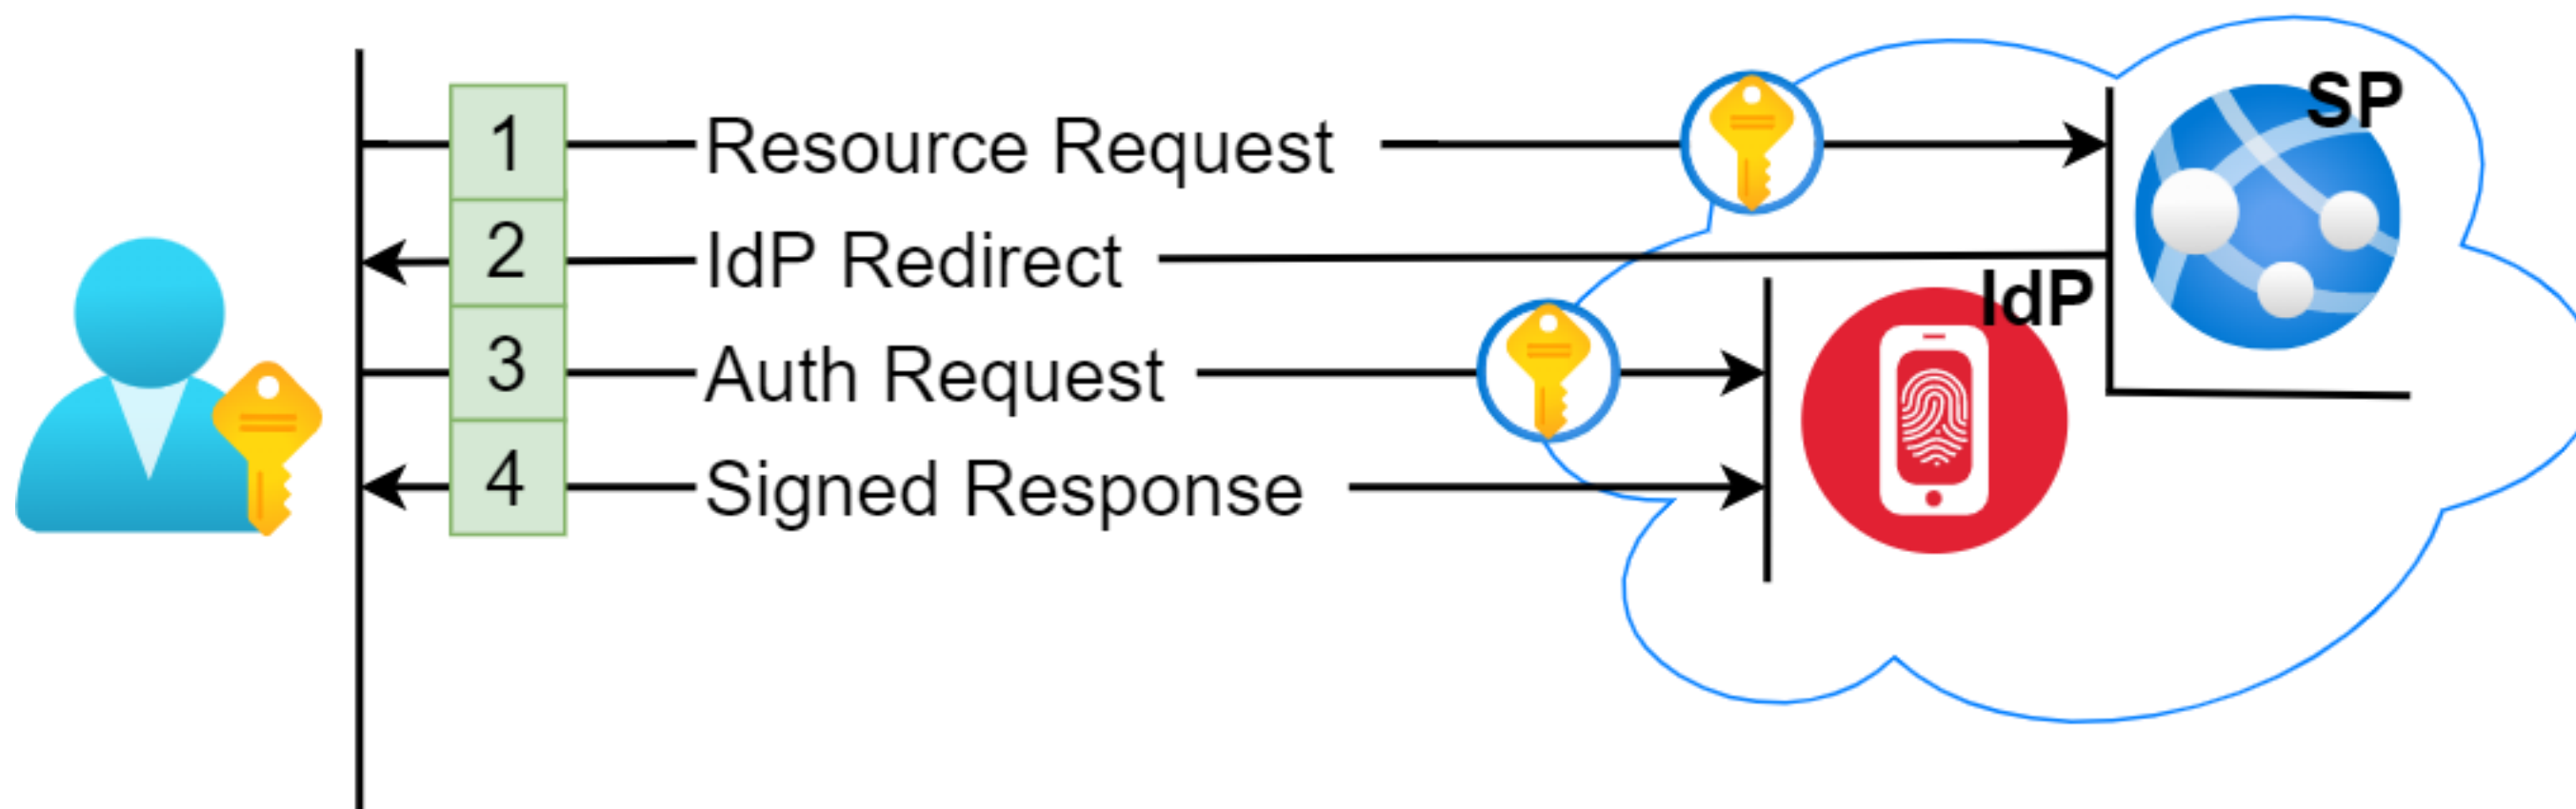 SP
1 Resource Request
2 IdP Redirect
IdP
3 Auth Request
4 Signed Response